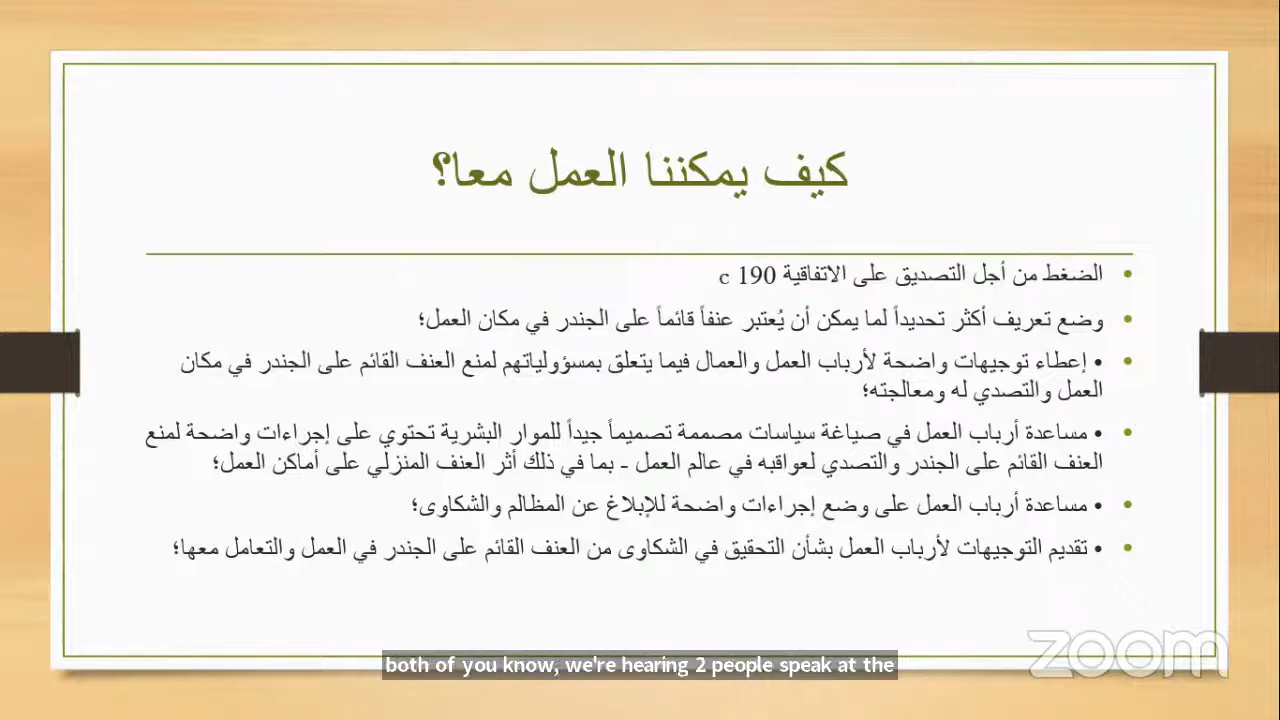 كيف يمكننا العمل معا؟
• الضغط من أجل التصديق على الاتفاقية c 190
• وضع تعريف أكثر تحديداً لما يمكن أن يُعتبر عنفاً قائماً على الجندر في مكان العمل؛
• • إعطاء توجيهات واضحة لأرباب العمل والعمال فيما يتعلق بمسؤولياتهم لمنع العنف القائم على الجندر في مكان
العمل والتصدي له ومعالجته؛
• • مساعدة أرباب العمل في صياغة سياسات مصممة تصميماً جيداً للموار البشرية تحتوي على إجراءات واضحة لمنع
العنف القائم على الجندر والتصدي لعواقبه في عالم العمل - بما في ذلك أثر العنف المنزلي على أماكن العمل؛
• • مساعدة أرباب العمل على وضع إجراءات واضحة للإبلاغ عن المظالم والشكاوى؛
• • تقديم التوجيهات لأرباب العمل بشأن التحقيق في الشكاوى من العنف القائم على الجندر في العمل والتعامل معها؛
zoom
both of you know, we're hearing 2 people speak at the